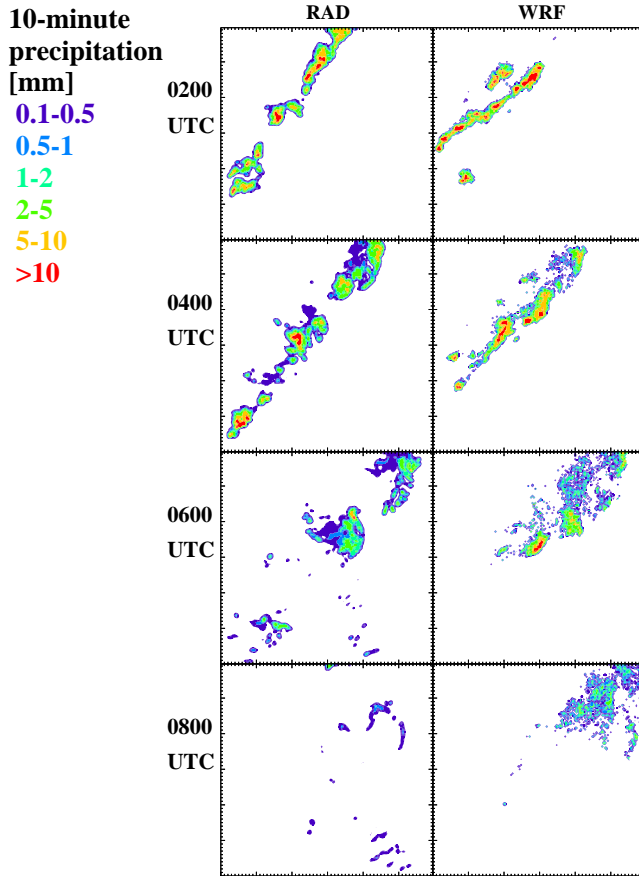 10-minute
precipitation
[mm]
0.1-0.5
0.5-1
1-2
2-5
5-10
>10
RAD
WRF
0200
UTC
0400
UTC
0600
UTC
0800
UTC